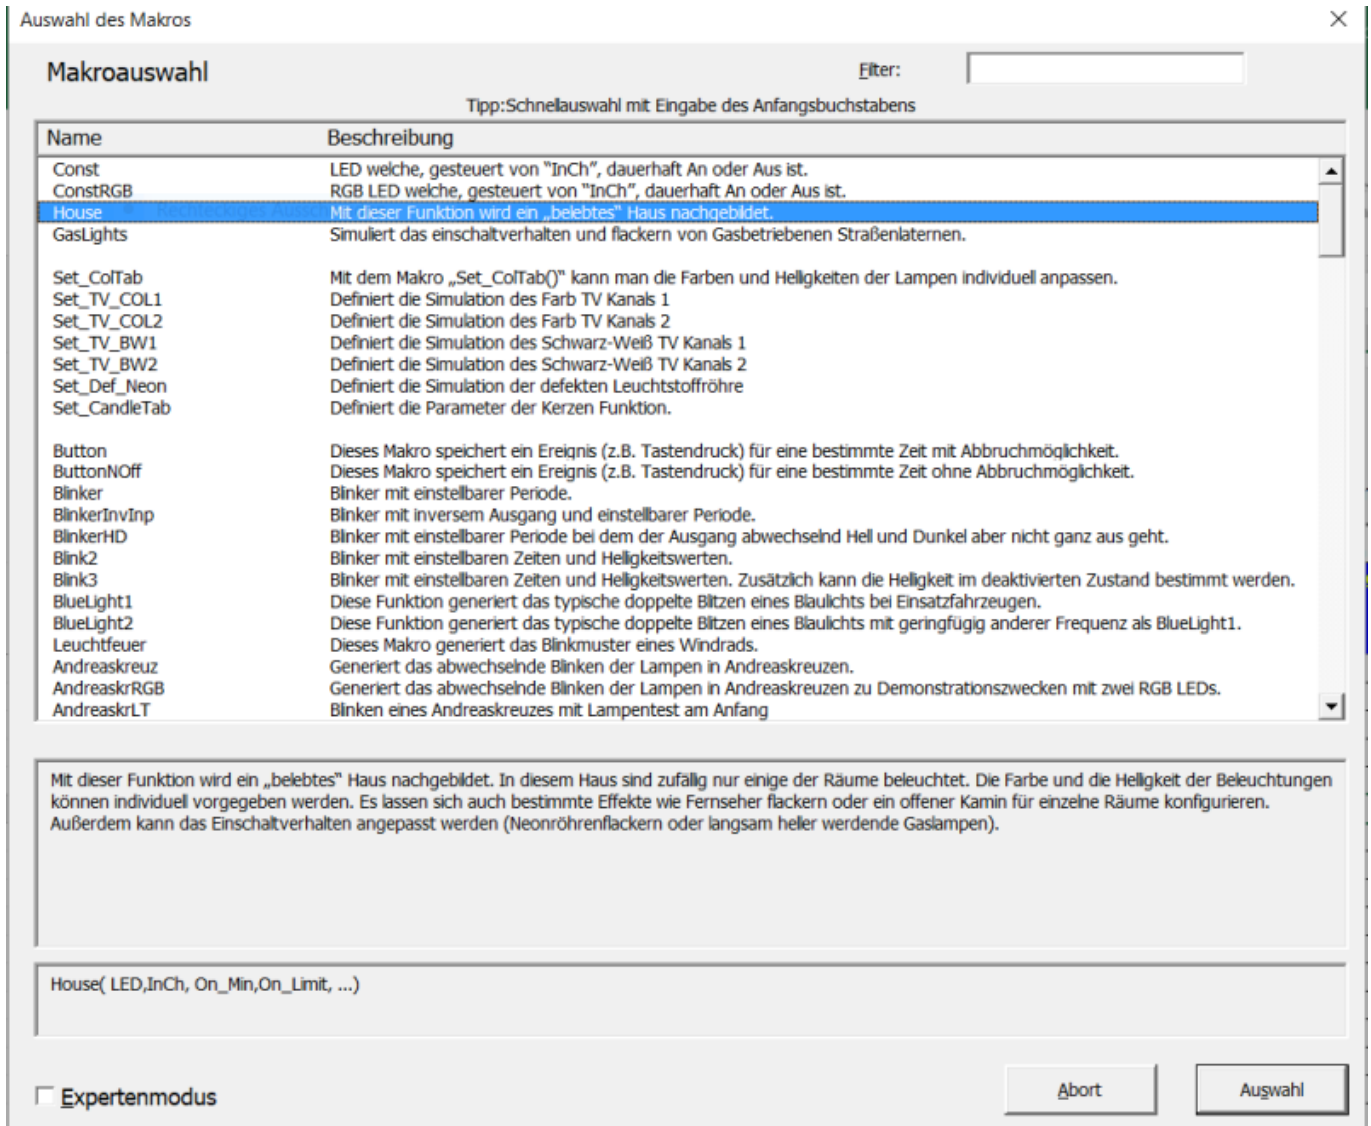 Auswahl des Makros
Makroauswahl
Filter:
Tipp:Schnellauswahl mit Eingabe des Anfangsbuchstabens
Name Beschreibung
Const LED welche, gesteuert von "InCh", dauerhaft An oder Aus ist.
ConstRGB RGB LED welche, gesteuert von "InCh", dauerhaft An oder Aus ist.
House Mit dieser Funktion wird ein „belebtes“ Haus nachgebildet.
GasLights Simuliert das einschaltverhalten und flackern von Gasbetriebenen Straßenlaternen.
Set_ColTab Mit dem Makro „Set_ColTab()“ kann man die Farben und Helligkeiten der Lampen individuell anpassen.
Set_TV_COL1 Definiert die Simulation des Farb TV Kanals 1
Set_TV_COL2 Definiert die Simulation des Farb TV Kanals 2
Set_TV_BW1 Definiert die Simulation des Schwarz-Weiß TV Kanals 1
Set_TV_BW2 Definiert die Simulation des Schwarz-Weiß TV Kanals 2
Set_Def_Neon Definiert die Simulation der defekten Leuchtstoffröhre
Set_CandleTab Definiert die Parameter der Kerzen Funktion.
Button Dieses Makro speichert ein Ereignis (z.B. Tastendruck) für eine bestimmte Zeit mit Abbruchmöglichkeit.
ButtonNOff Dieses Makro speichert ein Ereignis (z.B. Tastendruck) für eine bestimmte Zeit ohne Abbruchmöglichkeit.
Blinker Blinker mit einstellbarer Periode.
BlinkerInvInp Blinker mit inversem Ausgang und einstellbarer Periode.
BlinkerHD Blinker mit einstellbarer Periode bei dem der Ausgang abwechselnd Hell und Dunkel aber nicht ganz aus geht.
Blink2 Blinker mit einstellbaren Zeiten und Helligkeitswerten.
Blink3 Blinker mit einstellbaren Zeiten und Helligkeitswerten. Zusätzlich kann die Heligkeit im deaktivierten Zustand bestimmt werden.
BlueLight1 Diese Funktion generiert das typische doppelte Blitzen eines Blaulichts bei Einsatzfahrzeugen.
BlueLight2 Diese Funktion generiert das typische doppelte Blitzen eines Blaulichts mit geringfügig anderer Frequenz als BlueLight1.
Leuchtfeuer Dieses Makro generiert das Blinkmuster eines Windrads.
Andreaskreuz Generiert das abwechselnde Blinken der Lampen in Andreaskreuzen.
AndreaskrRGB Generiert das abwechselnde Blinken der Lampen in Andreaskreuzen zu Demonstrationszwecken mit zwei RGB LEDs.
AndreaskrLT Blinken eines Andreaskreuzes mit Lampentest am Anfang
Mit dieser Funktion wird ein „belebtes“ Haus nachgebildet. In diesem Haus sind zufällig nur einige der Räume beleuchtet. Die Farbe und die Helligkeit der Beleuchtungen
können individuell vorgegeben werden. Es lassen sich auch bestimmte Effekte wie Fernseher flackern oder ein offener Kamin für einzelne Räume konfigurieren.
Außerdem kann das Einschaltverhalten angepasst werden (Neonröhrenflackern oder langsam heller werdende Gaslampen).
House( LED,InCh, On_Min,On_Limit, ...)
Expertenmodus
Abort
Auswahl